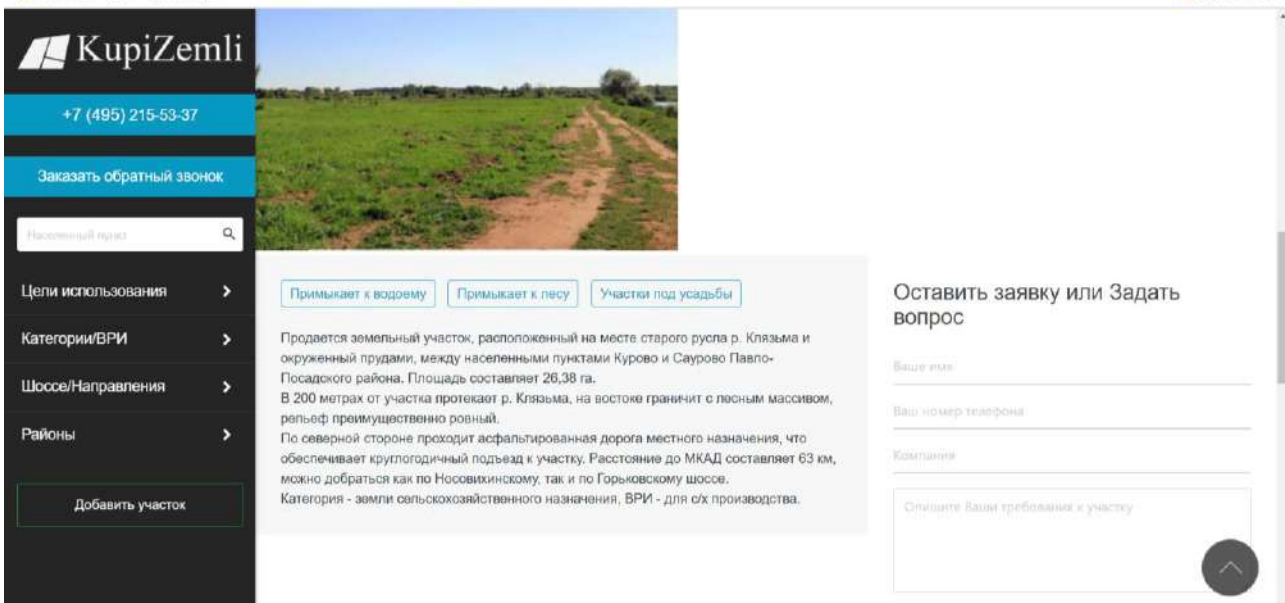 KupiZemli
+7 (495) 215-53-37
Заказать обратный звонок
Населенный пункт
Цели использования
Категории/ВРИ
Шоссе/Направления
Районы
Добавить участок
Примыкает к водоему
Примыкает к лесу
Участки под усадьбы
Продается земельный участок, расположенный на месте старого русла р. Клязьма и
окруженный прудами, между населенными пунктами Курово и Саурово Павло-
Посадского района. Площадь составляет 26,38 га.
В 200 метрах от участка протекает р. Клязьма, на востоке граничит с лесным массивом,
рельеф преимущественно ровный.
По северной стороне проходит асфальтированная дорога местного назначения, что
обеспечивает круглогодичный подъезд к участку. Расстояние до МКАД составляет 63 км,
можно добраться как по Носовихинскому, так и по Горьковскому шоссе.
Категория - земли сельскохозяйственного назначения, ВРИ - для с/х производства.
Оставить заявку или Задать
вопрос
Ваше имя
Ваш номер телефона
Компания
Опишите Ваши требования к участку